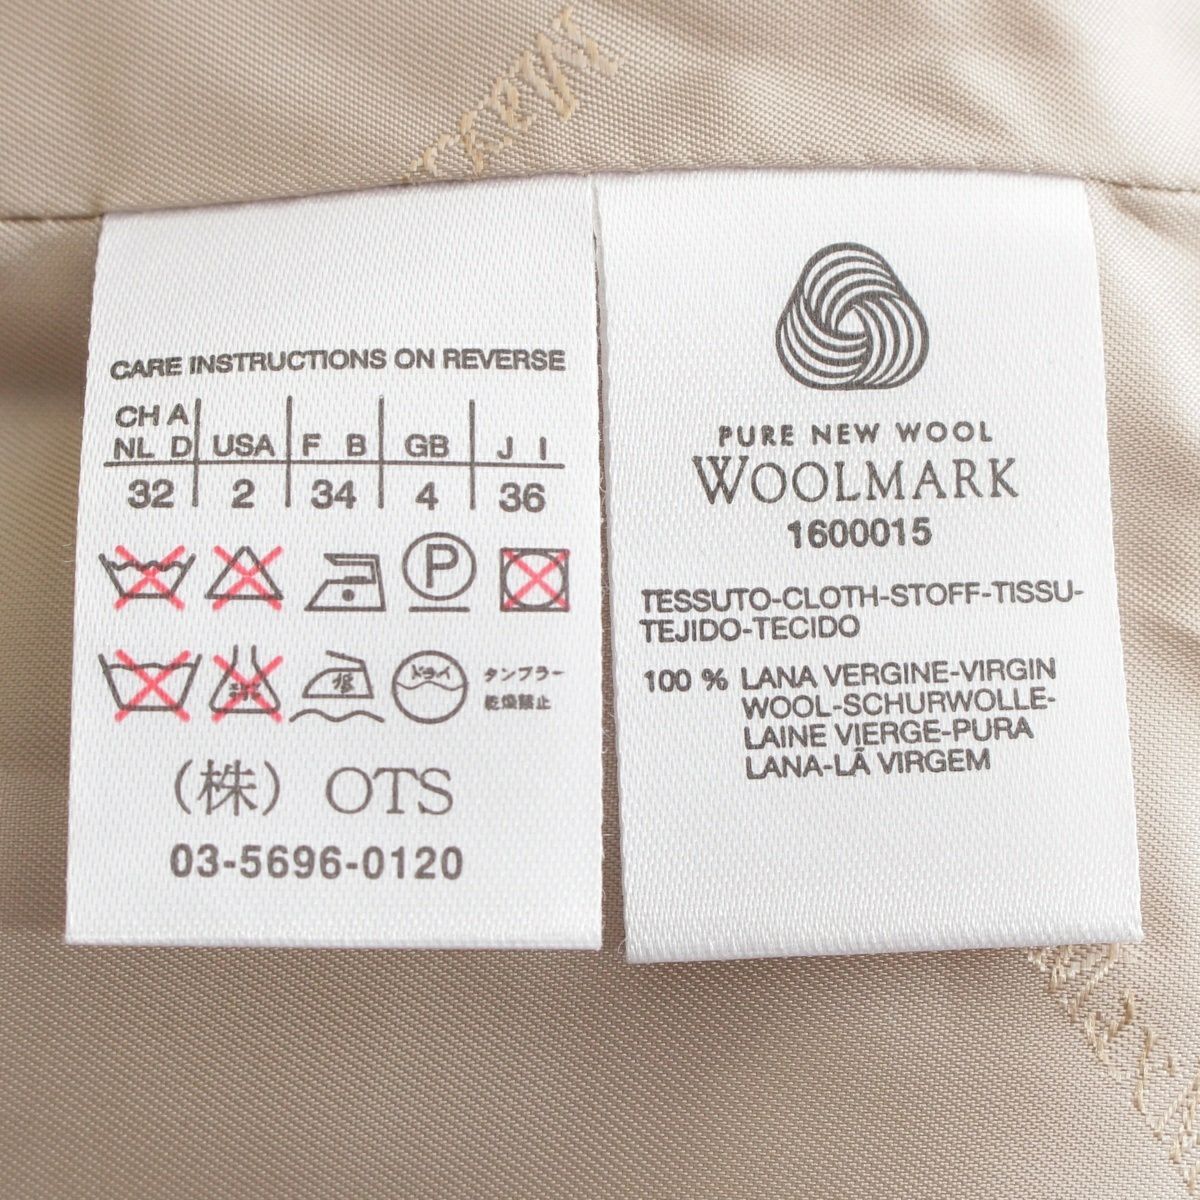 CARE INSTRUCTIONS ON REVERSE
CH A
NL D USA F B GB J I
32 2 34 4 36
P
ドライ タンブラー
乾燥禁止
(株) OTS
03-5696-0120
PURE NEW WOOL
WOOLMARK
1600015
TESSUTO-CLOTH-STOFF-TISSU-
TEJIDO-TECIDO
100 % LANA VERGINE-VIRGIN
WOOL-SCHURWOLLE-
LAINE VIERGE-PURA
LANA-LÃ VIRGEM